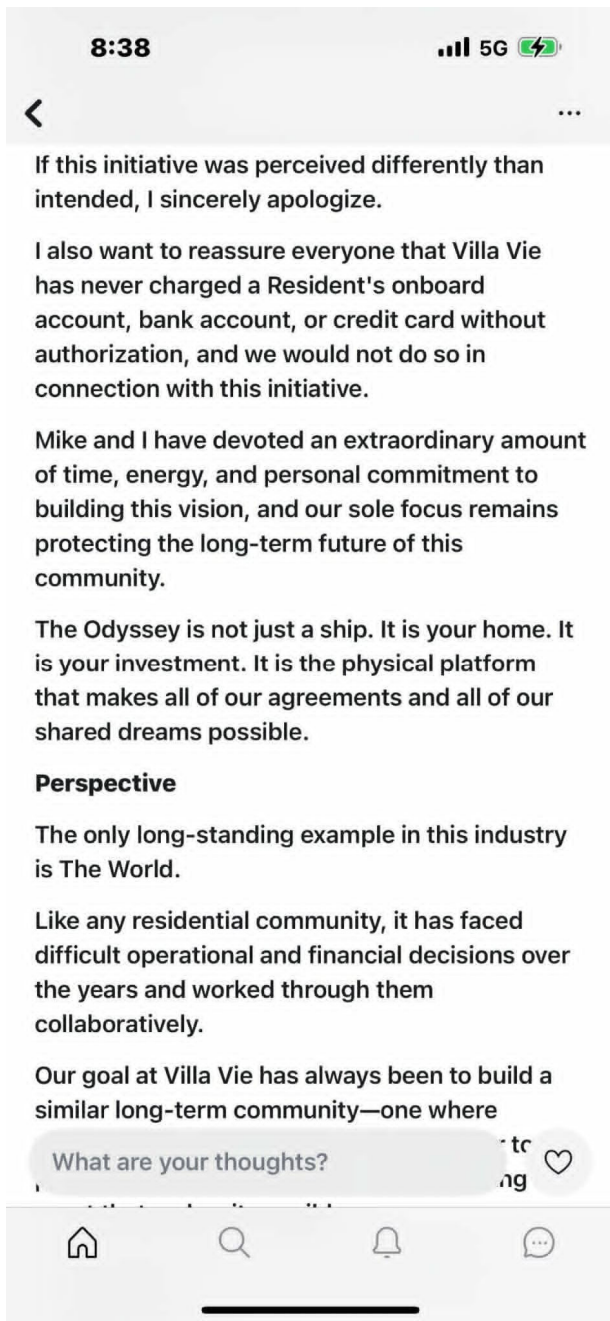 8:38
5G
...
If this initiative was perceived differently than
intended, I sincerely apologize.
I also want to reassure everyone that Villa Vie
has never charged a Resident's onboard
account, bank account, or credit card without
authorization, and we would not do so in
connection with this initiative.
Mike and I have devoted an extraordinary amount
of time, energy, and personal commitment to
building this vision, and our sole focus remains
protecting the long-term future of this
community.
The Odyssey is not just a ship. It is your home. It
is your investment. It is the physical platform
that makes all of our agreements and all of our
shared dreams possible.
Perspective
The only long-standing example in this industry
is The World.
Like any residential community, it has faced
difficult operational and financial decisions over
the years and worked through them
collaboratively.
Our goal at Villa Vie has always been to build a
similar long-term community—one where
What are your thoughts?